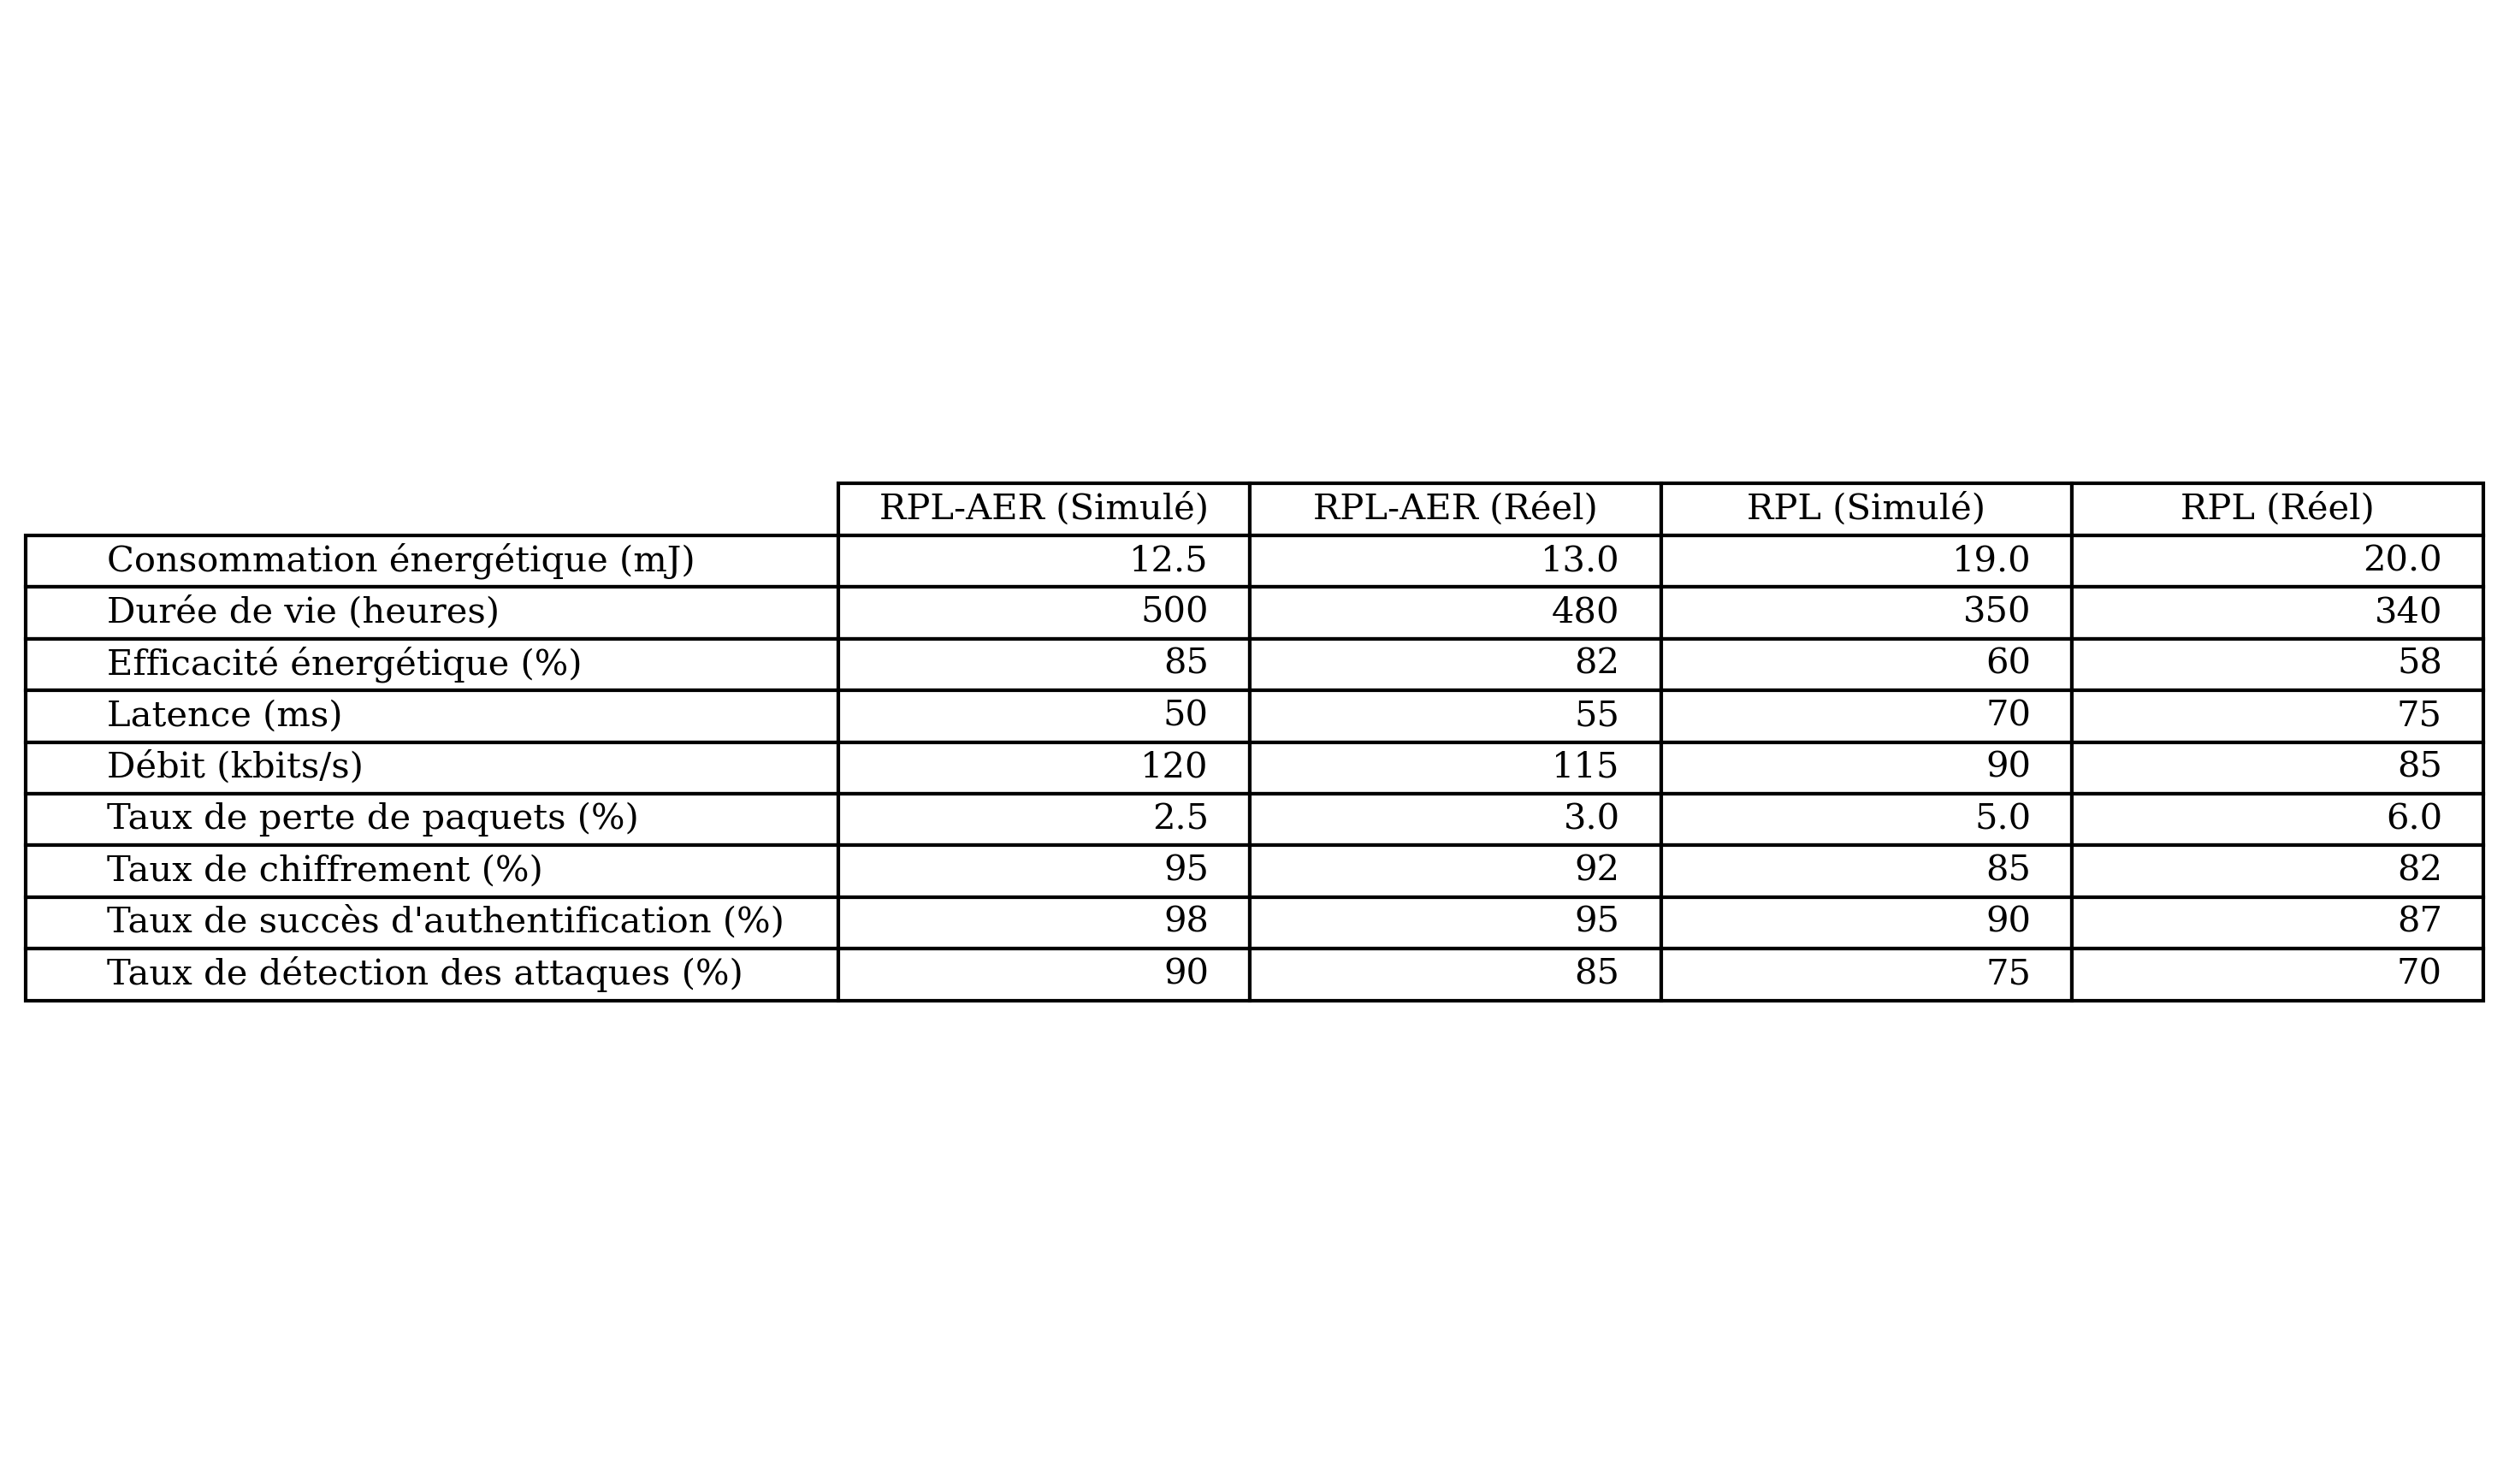 RPL-AER (Simulé) RPL-AER (Réel) RPL (Simulé) RPL (Réel)
Consommation énergétique (mJ) 12.5 13.0 19.0 20.0
Durée de vie (heures) 500 480 350 340
Efficacité énergétique (%) 85 82 60 58
Latence (ms) 50 55 70 75
Débit (kbits/s) 120 115 90 85
Taux de perte de paquets (%) 2.5 3.0 5.0 6.0
Taux de chiffrement (%) 95 92 85 82
Taux de succès d'authentification (%) 98 95 90 87
Taux de détection des attaques (%) 90 85 75 70